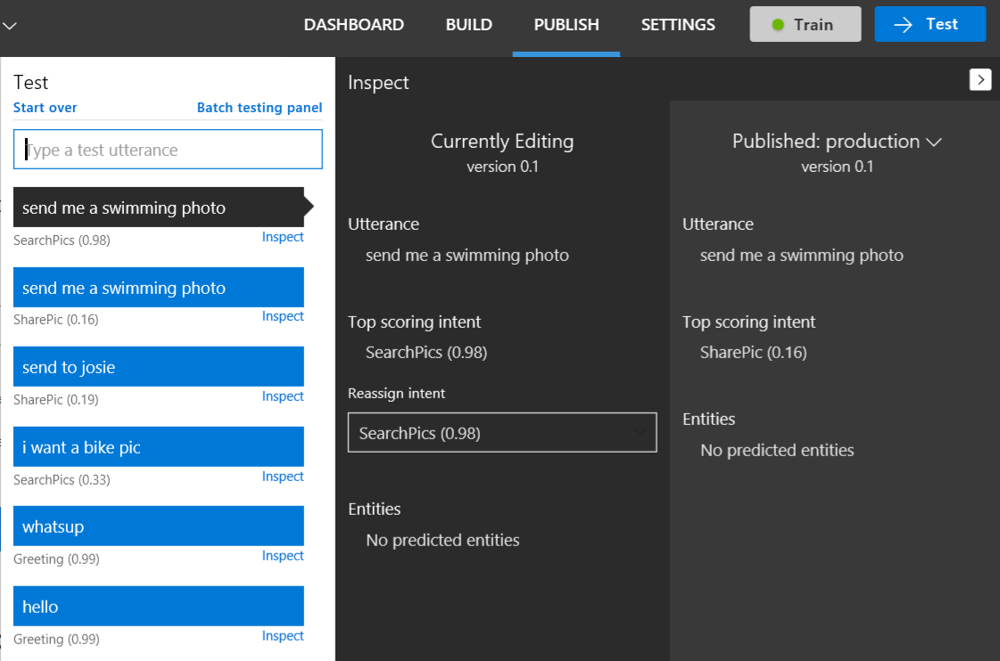 DASHBOARD BUILD PUBLISH SETTINGS Train Test
Test
Start over Batch testing panel
Type a test utterance
send me a swimming photo
SearchPics (0.98) Inspect
send me a swimming photo
SharePic (0.16) Inspect
send to josie
SharePic (0.19) Inspect
i want a bike pic
SearchPics (0.33) Inspect
whatsup
Greeting (0.99) Inspect
hello
Greeting (0.99) Inspect
Inspect
Currently Editing
version 0.1
Utterance
send me a swimming photo
Top scoring intent
SearchPics (0.98)
Reassign intent
SearchPics (0.98)
Entities
No predicted entities
Published: production
version 0.1
Utterance
send me a swimming photo
Top scoring intent
SharePic (0.16)
Entities
No predicted entities